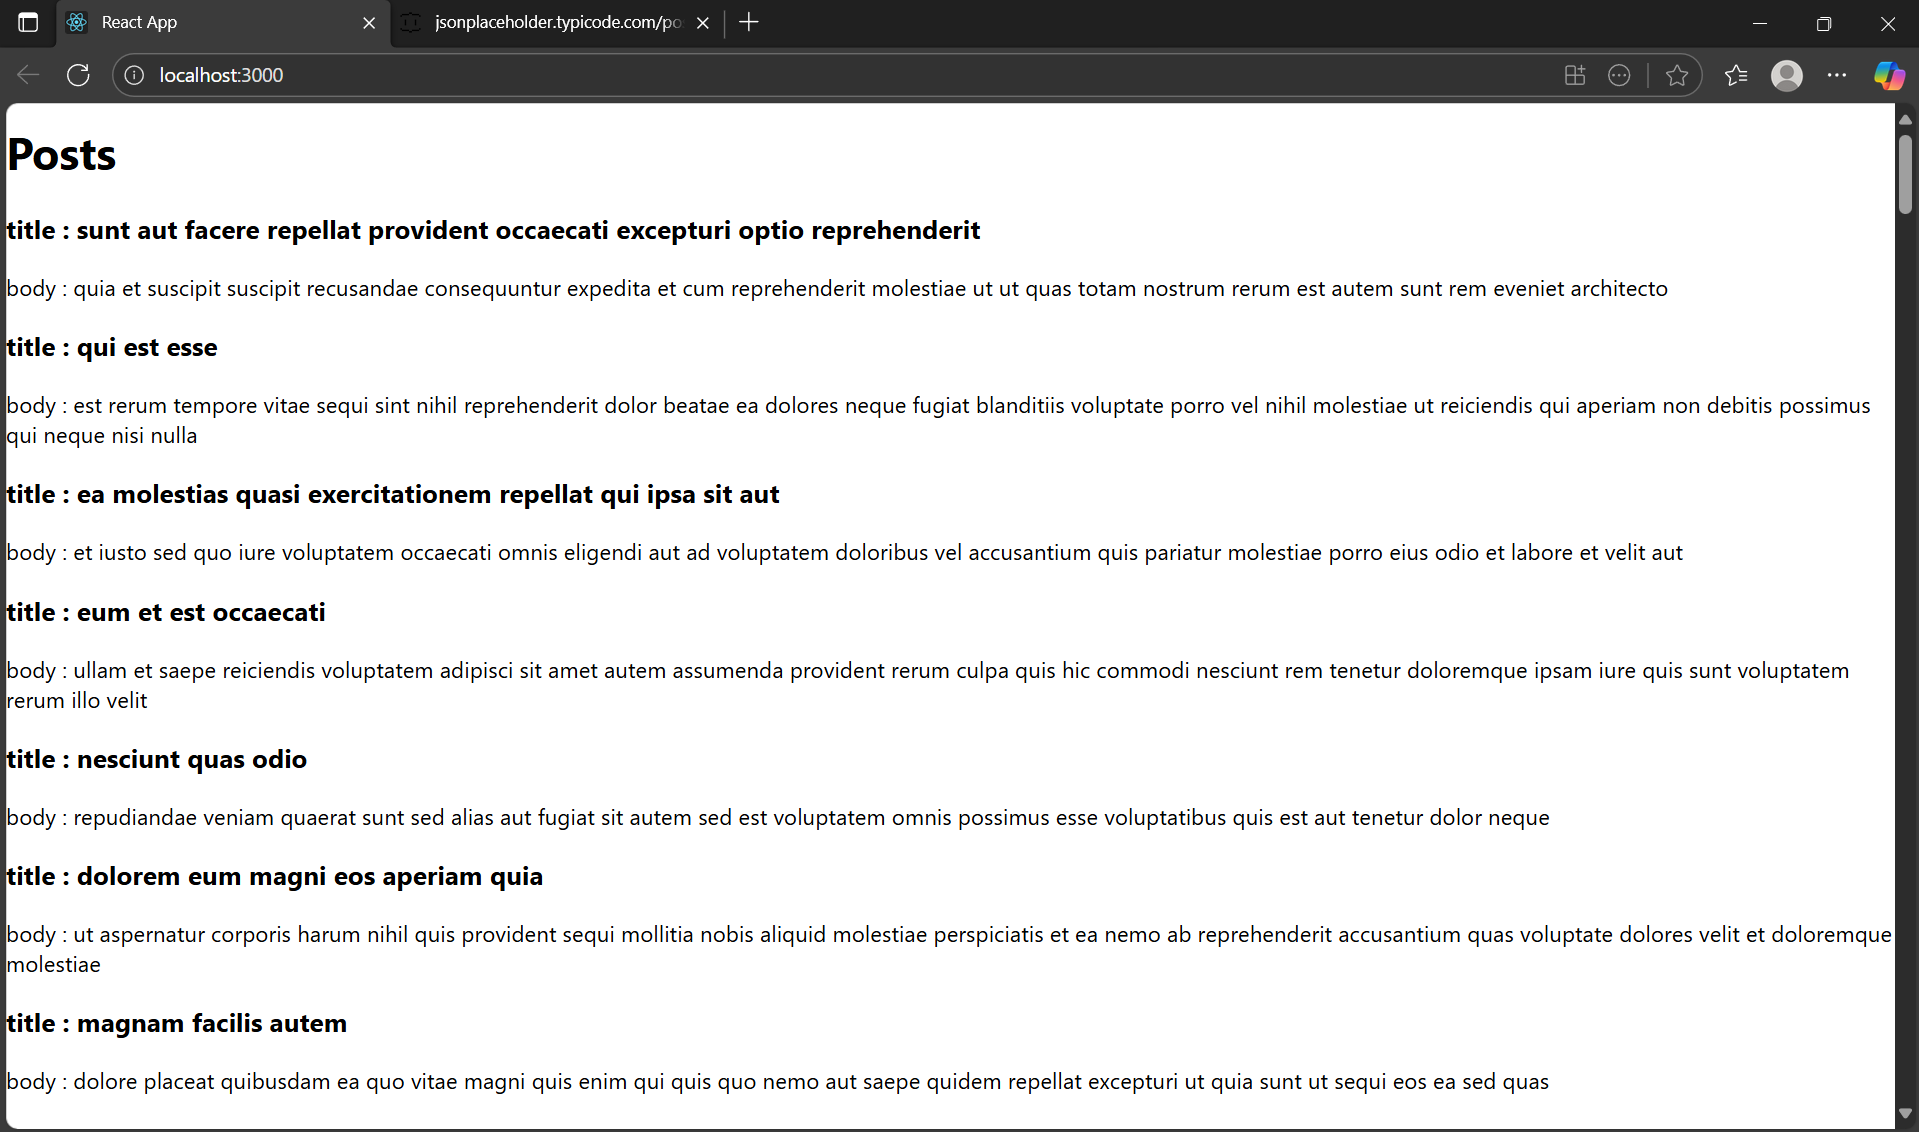 React App
jsonplaceholder.typicode.com/po
localhost:3000
Posts
title : sunt aut facere repellat provident occaecati excepturi optio reprehenderit
body : quia et suscipit suscipit recusandae consequuntur expedita et cum reprehenderit molestiae ut ut quas totam nostrum rerum est autem sunt rem eveniet architecto
title : qui est esse
body : est rerum tempore vitae sequi sint nihil reprehenderit dolor beatae ea dolores neque fugiat blanditiis voluptate porro vel nihil molestiae ut reiciendis qui aperiam non debitis possimus
qui neque nisi nulla
title : ea molestias quasi exercitationem repellat qui ipsa sit aut
body : et iusto sed quo iure voluptatem occaecati omnis eligendi aut ad voluptatem doloribus vel accusantium quis pariatur molestiae porro eius odio et labore et velit aut
title : eum et est occaecati
body : ullam et saepe reiciendis voluptatem adipisci sit amet autem assumenda provident rerum culpa quis hic commodi nesciunt rem tenetur doloremque ipsam iure quis sunt voluptatem
rerum illo velit
title : nesciunt quas odio
body : repudiandae veniam quaerat sunt sed alias aut fugiat sit autem sed est voluptatem omnis possimus esse voluptatibus quis est aut tenetur dolor neque
title : dolorem eum magni eos aperiam quia
body : ut aspernatur corporis harum nihil quis provident sequi mollitia nobis aliquid molestiae perspiciatis et ea nemo ab reprehenderit accusantium quas voluptate dolores velit et doloremque
molestiae
title : magnam facilis autem
body : dolore placeat quibusdam ea quo vitae magni quis enim qui quis quo nemo aut saepe quidem repellat excepturi ut quia sunt ut sequi eos ea sed quas